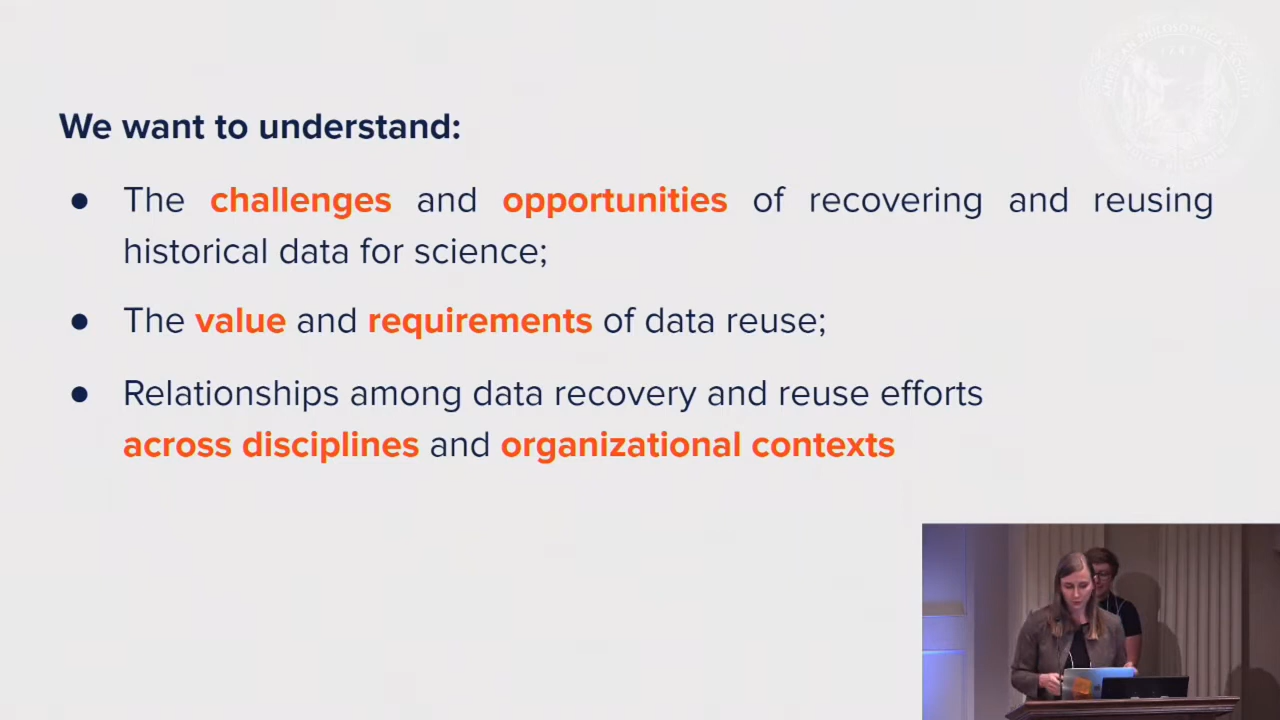 We want to understand:
● The challenges and opportunities of recovering and reusing
historical data for science;
● The value and requirements of data reuse;
● Relationships among data recovery and reuse efforts
across disciplines and organizational contexts